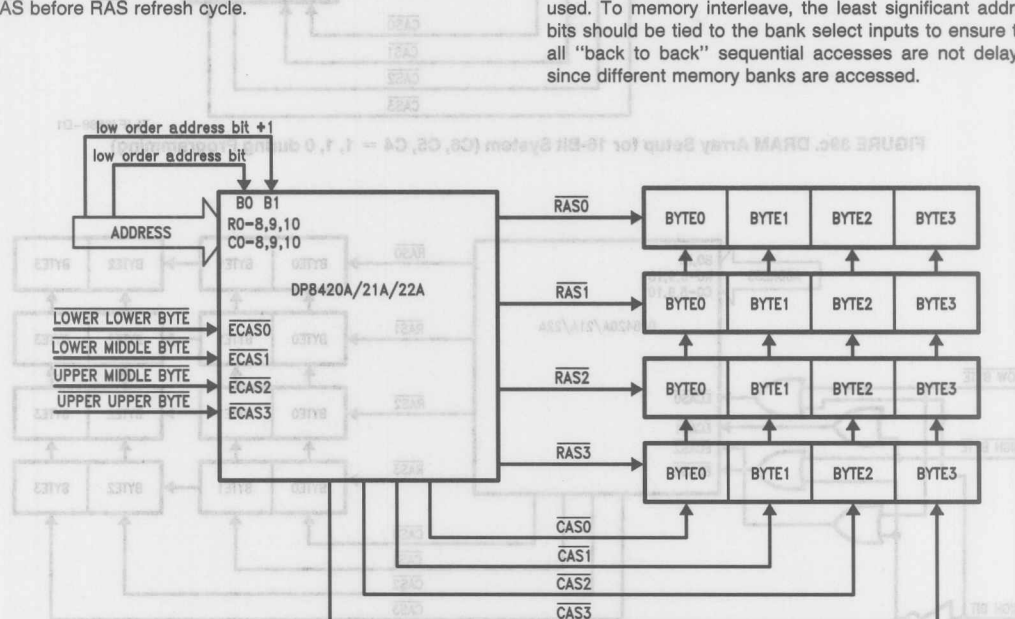 AS before RAS refresh cycle.
used. To memory interleave, the least significant addr
bits should be tied to the bank select inputs to ensure t
all "back to back" sequential accesses are not delay
since different memory banks are accessed.
low order address bit +1
low order address bit
ADDRESS
B0 B1
RO-8,9,10
CO-8,9,10
DP8420A/21A/22A
LOWER LOWER BYTE
LOWER MIDDLE BYTE
UPPER MIDDLE BYTE
UPPER UPPER BYTE
ECAS0
ECAS1
ECAS2
ECAS3
RAS0
BYTE0 BYTE1 BYTE2 BYTE3
RAS1
BYTE0 BYTE1 BYTE2 BYTE3
RAS2
BYTE0 BYTE1 BYTE2 BYTE3
RAS3
BYTE0 BYTE1 BYTE2 BYTE3
CAS0
CAS1
CAS2
CAS3
FIGURE 39c. DRAM Array Setup for 16-Bit System (C6, C5, C4 = 1, 1, 0 during Programming)